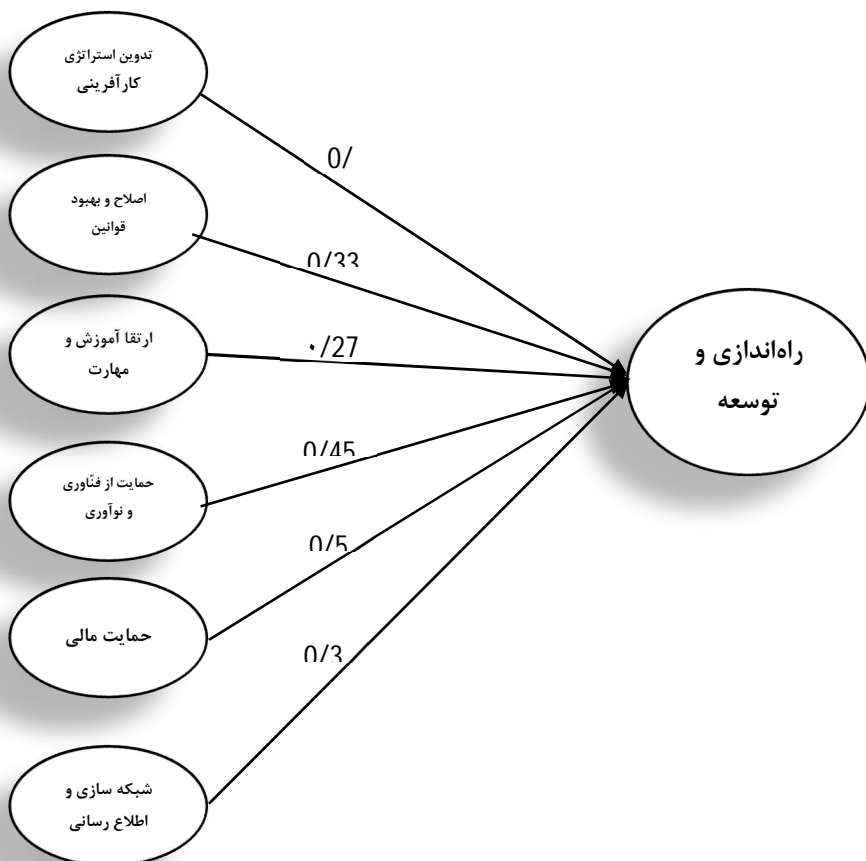 تدوین استراتژی
کارآفرینی
0/
اصلاح و بهبود
قوانین
0/33
ارتقا آموزش و
مهارت
۰/27
راه‌اندازی و
توسعه
حمایت از فنّاوری
و نوآوری
0/45
0/5
حمایت مالی
0/3
شبکه سازی و
اطلاع رسانی